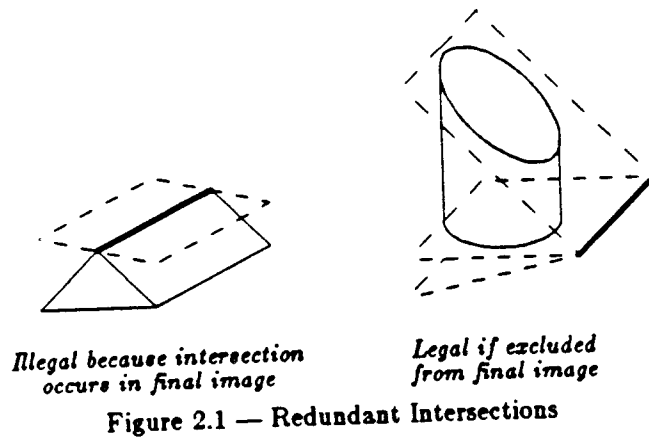 Illegal because intersection
occurs in final image
Legal if excluded
from final image
Figure 2.1 — Redundant Intersections